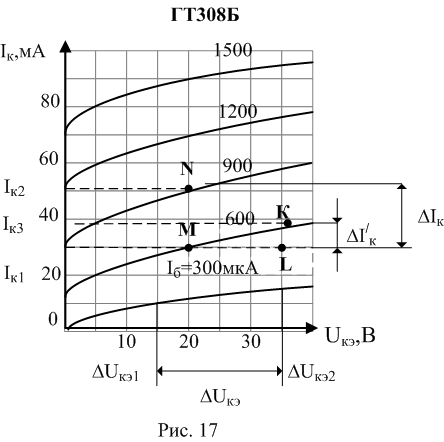 ГТ308Б
Iк,мА
1500
80
1200
60
900
N
Iк2
40
600
К
ΔIк
Iк3
М
ΔI/к
Iк1
20
Iб=300мкА
L
0
10
20
30
Uкэ,В
ΔUкэ1
ΔUкэ2
ΔUкэ
Рис. 17